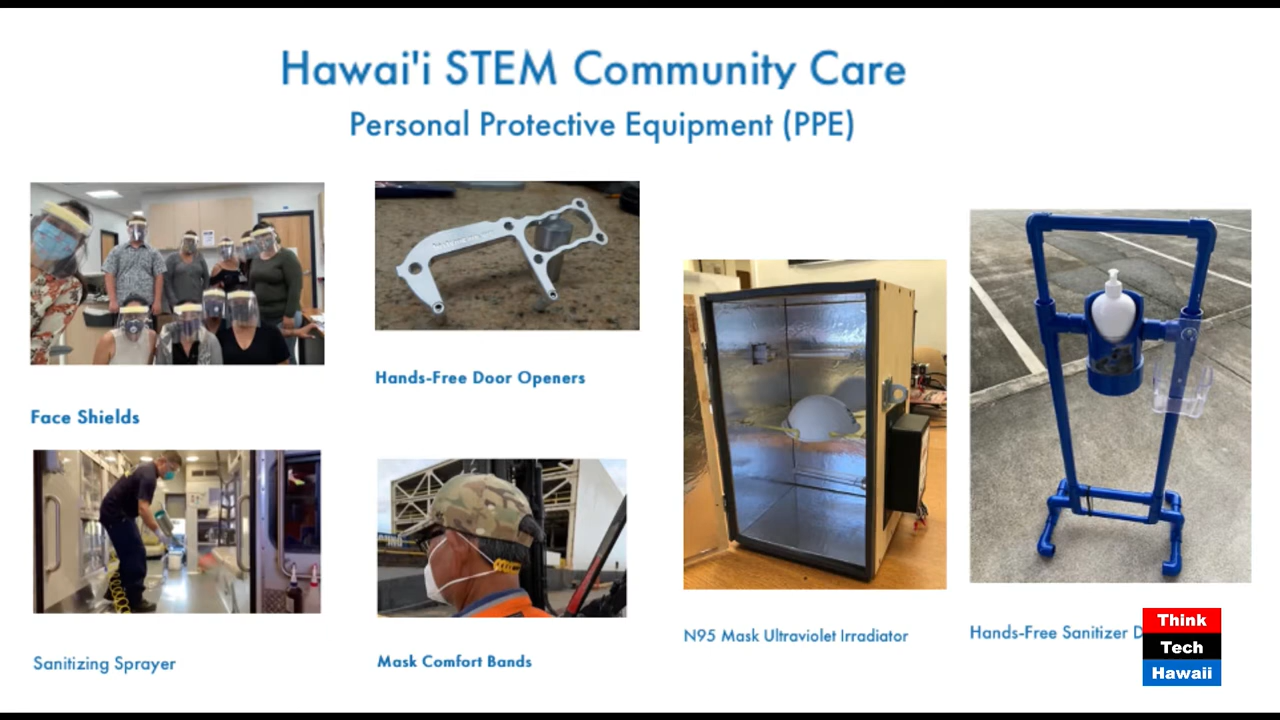 Hawai'i STEM Community Care
Personal Protective Equipment (PPE)
Hands-Free Door Openers
Face Shields
N95 Mask Ultraviolet Irradiator
Hands-Free Sanitizer
Sanitizing Sprayer
Mask Comfort Bands
Think
Tech
Hawaii